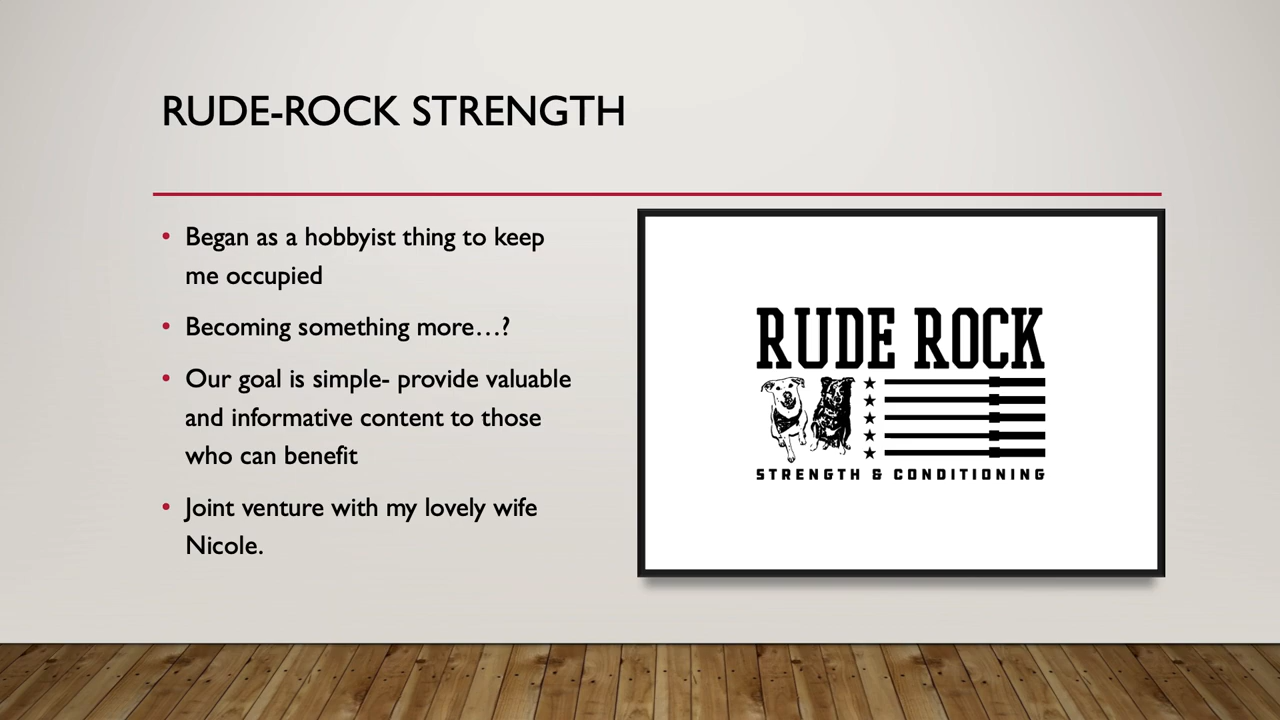 RUDE-ROCK STRENGTH
Began as a hobbyist thing to keep
me occupied
Becoming something more…?
Our goal is simple- provide valuable
and informative content to those
who can benefit
Joint venture with my lovely wife
Nicole.
RUDE ROCK
STRENGTH & CONDITIONING